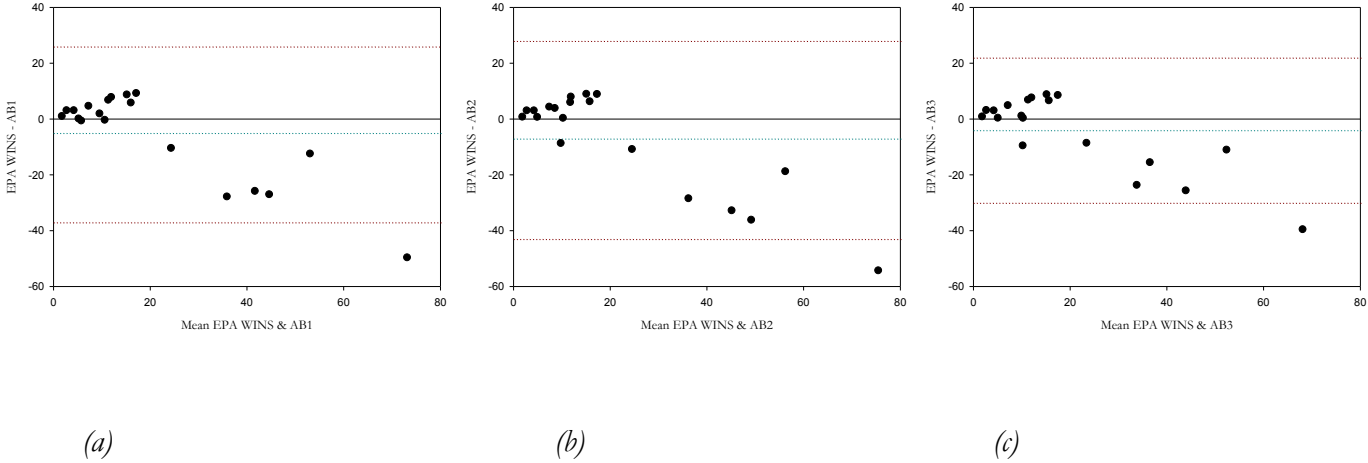 40
20
0
-20
-40
-60
EPA WINS - AB1
0 20 40 60 80
Mean EPA WINS & AB1
40
20
0
-20
-40
-60
EPA WINS - AB2
0 20 40 60 80
Mean EPA WINS & AB2
40
20
0
-20
-40
-60
EPA WINS - AB3
0 20 40 60 80
Mean EPA WINS & AB3
(a) (b) (c)